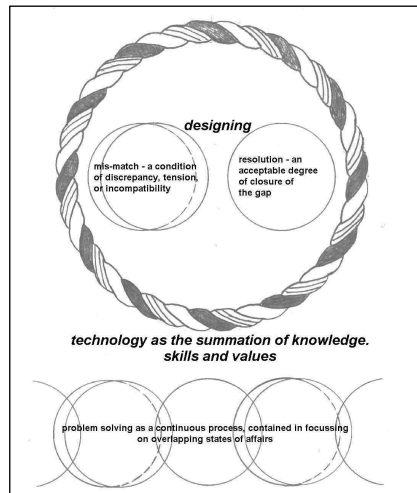 designing
mis-match - a condition
of discrepancy, tension,
or incompatibility
resolution - an
acceptable degree
of closure of
the gap
technology as the summation of knowledge.
skills and values
problem solving as a continuous process, contained in focussing
on overlapping states of affairs